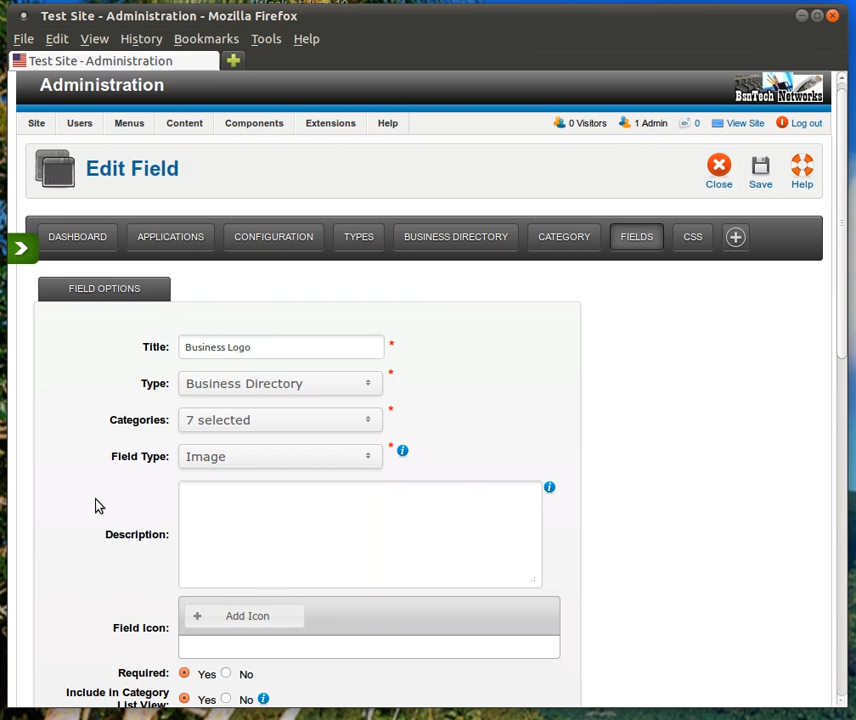 Test Site - Administration - Mozilla Firefox
File Edit View History Bookmarks Tools Help
Test Site - Administration
Administration
BsnTech Networks
Site Users Menus Content Components Extensions Help 0 Visitors 1 Admin 0 View Site Log out
Edit Field
Close Save Help
DASHBOARD APPLICATIONS CONFIGURATION TYPES BUSINESS DIRECTORY CATEGORY FIELDS CSS
FIELD OPTIONS
Title: Business Logo *
Type: Business Directory *
Categories: 7 selected *
Field Type: Image *
Description:
+ Add Icon
Field Icon:
Required: Yes No
Include in Category
List View: Yes No